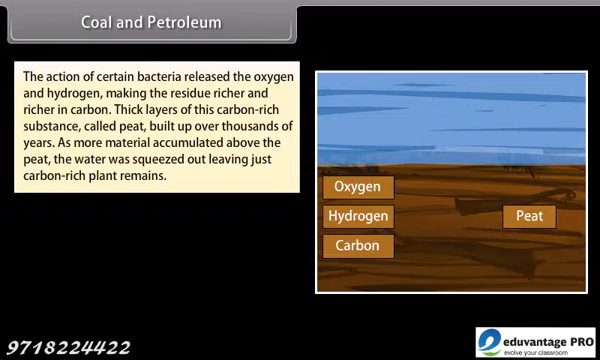 Coal and Petroleum
The action of certain bacteria released the oxygen
and hydrogen, making the residue richer and
richer in carbon. Thick layers of this carbon-rich
substance, called peat, built up over thousands of
years. As more material accumulated above the
peat, the water was squeezed out leaving just
carbon-rich plant remains.
Oxygen
Hydrogen
Carbon
Peat
9718224422
eduvantage PRO
evolve your classroom